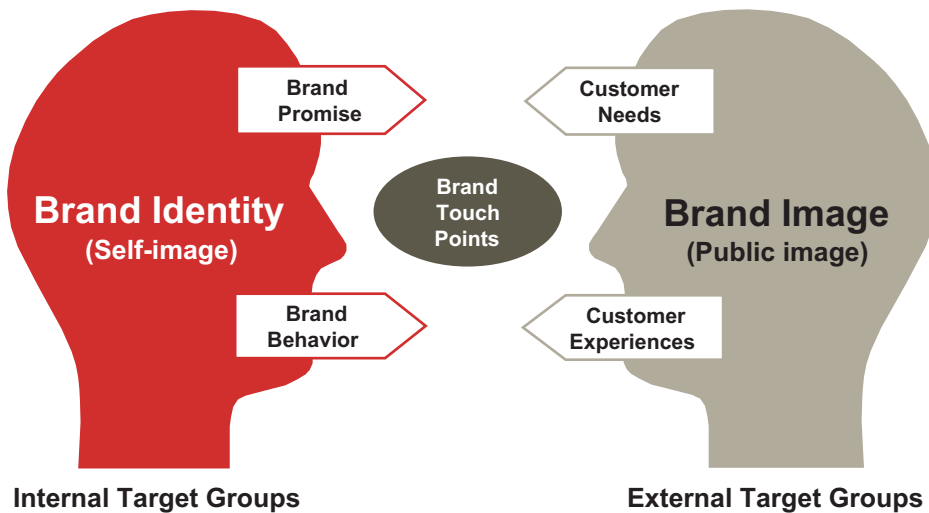 Brand
Promise
Customer
Needs
Brand
Touch
Points
Brand Identity
(Self-image)
Brand Image
(Public image)
Brand
Behavior
Customer
Experiences
Internal Target Groups
External Target Groups